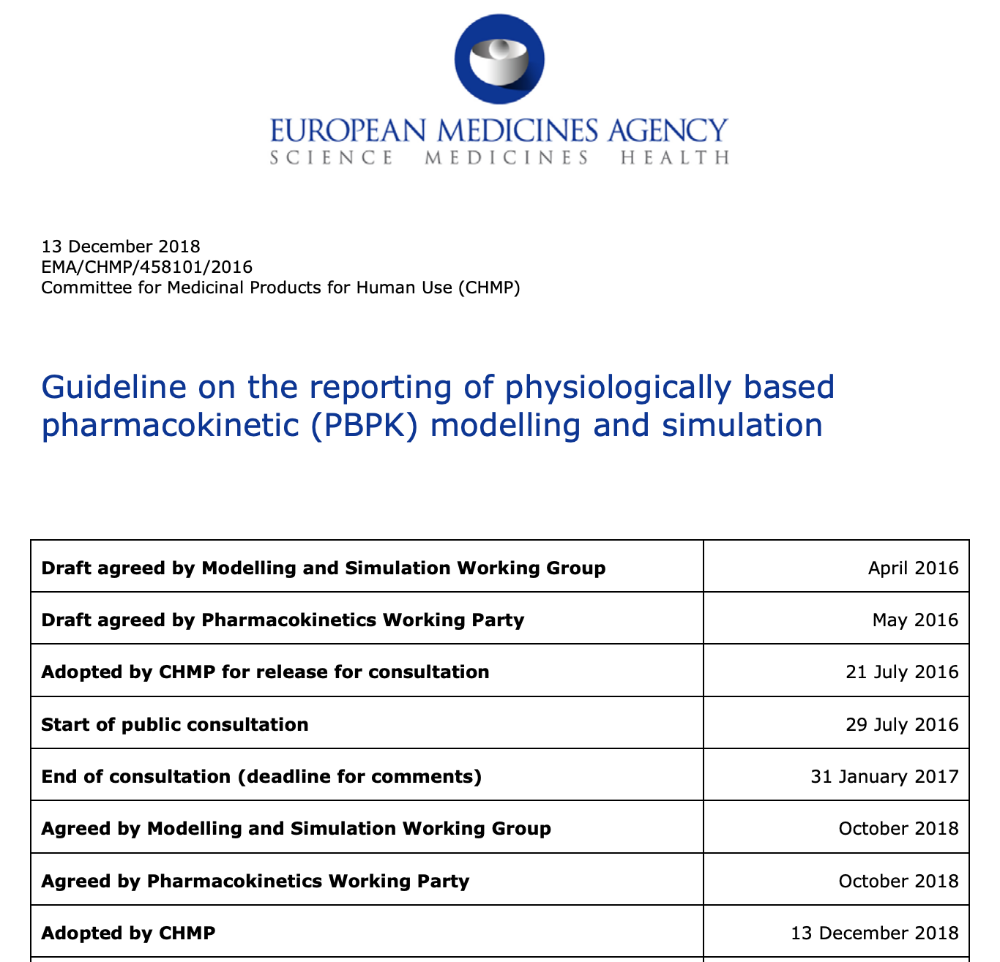 EUROPEAN MEDICINES AGENCY
SCIENCE MEDICINES HEALTH
13 December 2018
EMA/CHMP/458101/2016
Committee for Medicinal Products for Human Use (CHMP)
Guideline on the reporting of physiologically based
pharmacokinetic (PBPK) modelling and simulation
Draft agreed by Modelling and Simulation Working Group April 2016
Draft agreed by Pharmacokinetics Working Party May 2016
Adopted by CHMP for release for consultation 21 July 2016
Start of public consultation 29 July 2016
End of consultation (deadline for comments) 31 January 2017
Agreed by Modelling and Simulation Working Group October 2018
Agreed by Pharmacokinetics Working Party October 2018
Adopted by CHMP 13 December 2018